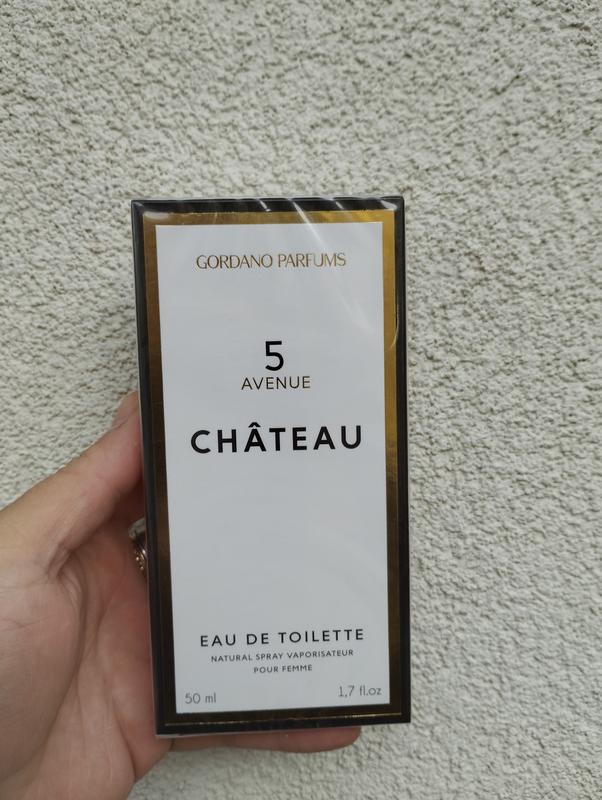 GORDANO PARFUMS
5
AVENUE
CHÂTEAU
EAU DE TOILETTE
NATURAL SPRAY VAPORISATEUR
POUR FEMME
50 ml 1,7 fl.oz